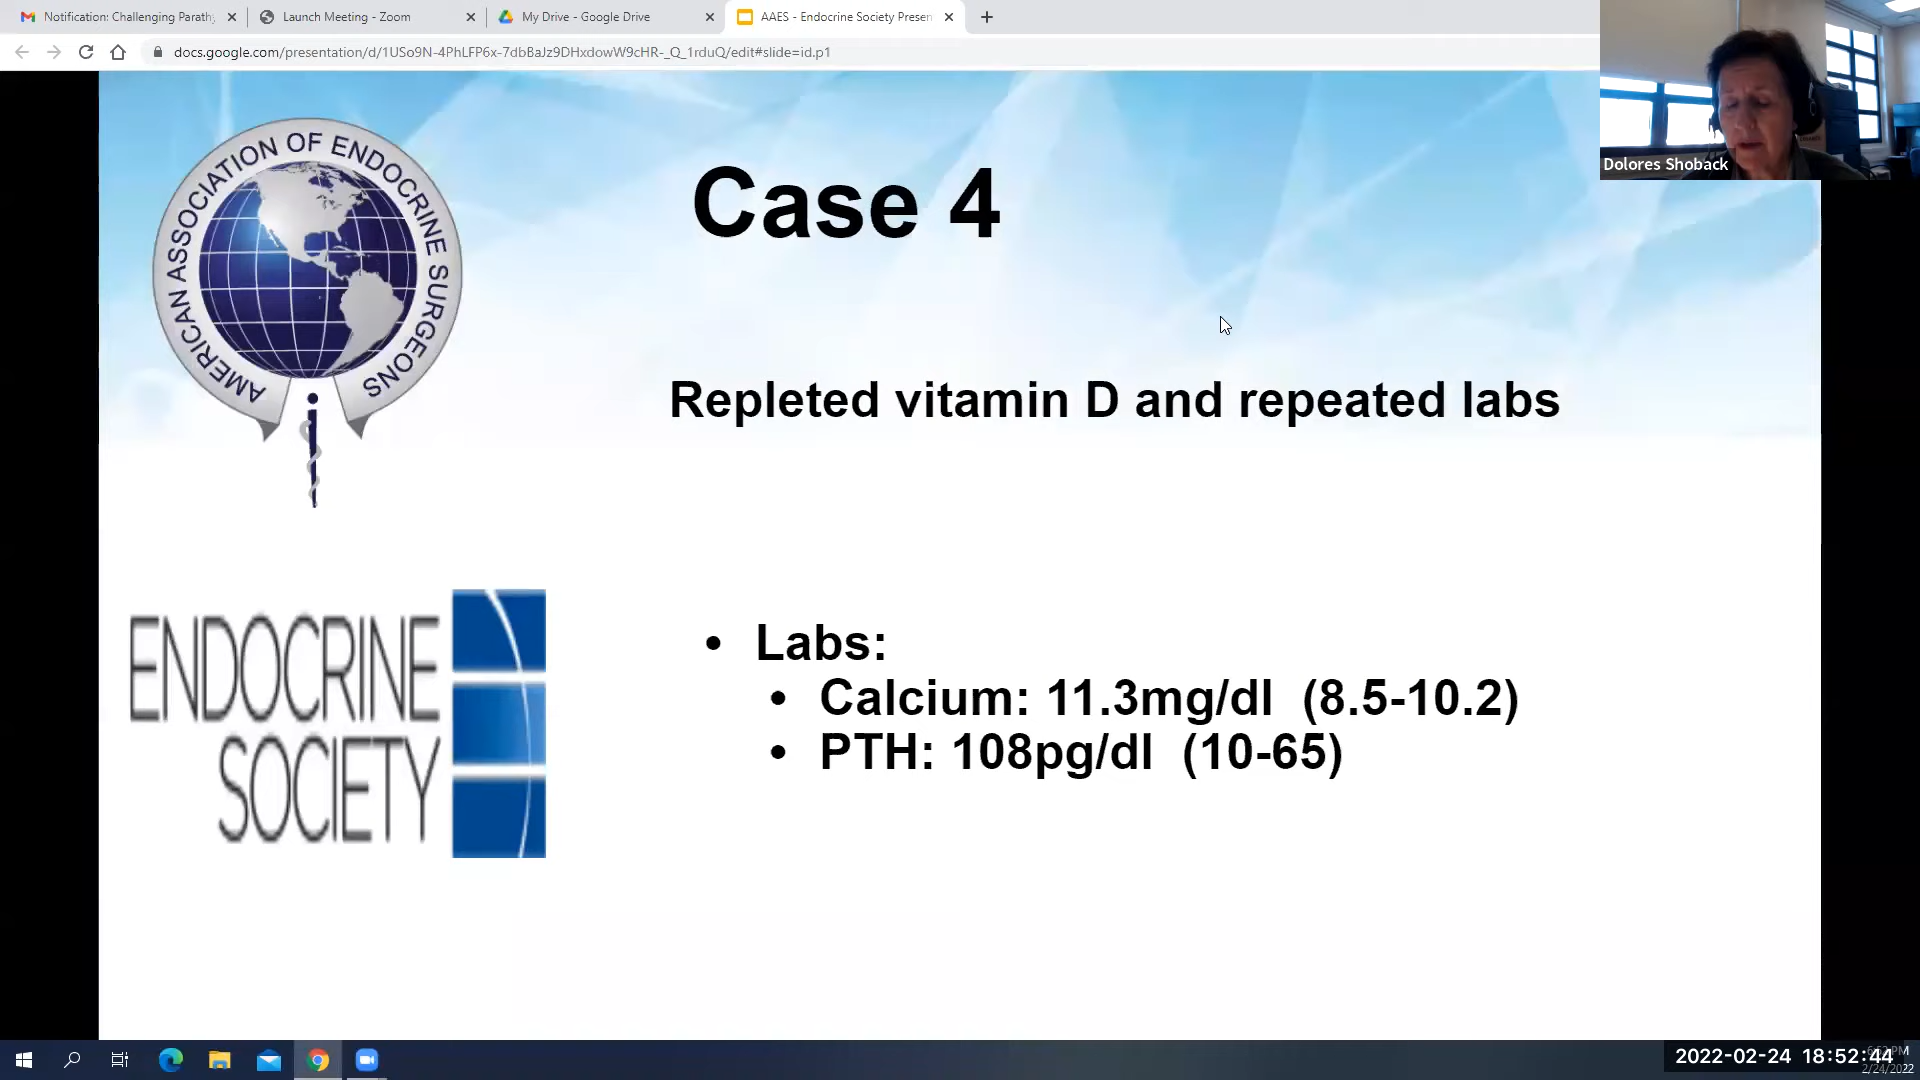 Notification: Challenging Parath
Launch Meeting - Zoom
My Drive - Google Drive
AAES - Endocrine Society Presen
docs.google.com/presentation/d/1USo9N-4PhLFP6x-7dbBaJz9DHxdowW9cHR-_Q_1rduQ/edit#slide=id.p1
Dolores Shoback
AMERICAN ASSOCIATION OF ENDOCRINE SURGEONS
Case 4
Repleted vitamin D and repeated labs
ENDOCRINE
SOCIETY
• Labs:
• Calcium: 11.3mg/dl (8.5-10.2)
• PTH: 108pg/dl (10-65)
2022-02-24 18:52:44
2/24/2022